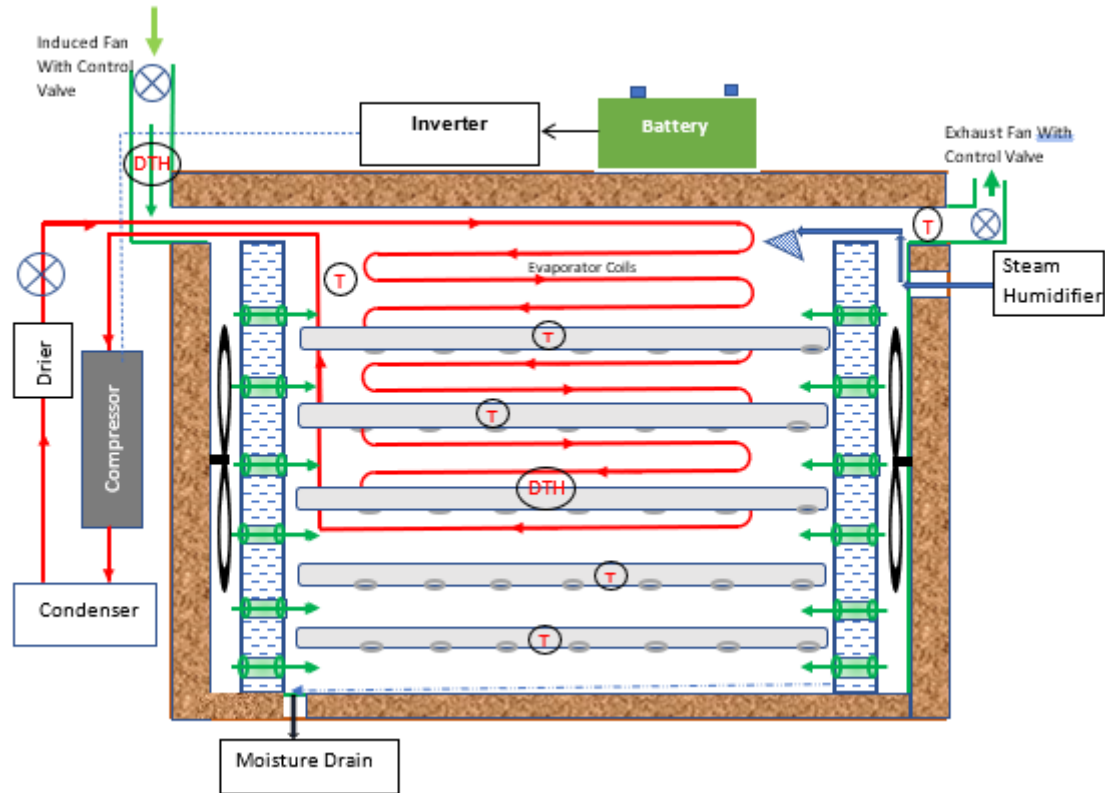 Induced Fan
With Control
Valve
Inverter
Battery
Exhaust Fan With
Control Valve
DTH
T
T
Evaporator Coils
Steam
Humidifier
T
Drier
Compressor
T
DTH
T
Condenser
T
Moisture Drain